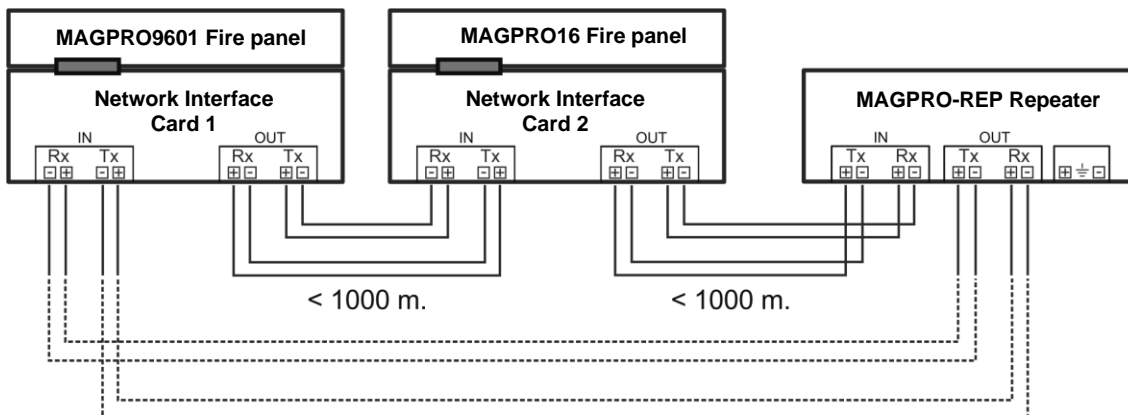 MAGPRO9601 Fire panel
MAGPRO16 Fire panel
Network Interface
Card 1
Network Interface
Card 2
MAGPRO-REP Repeater
IN
OUT
IN
OUT
IN
OUT
Rx Tx
Rx Tx
Rx Tx
Rx Tx
Tx Rx
Tx Rx
- + - +
+ - + -
- + - +
+ - + -
+ - + -
+ - + -
+ ⏚ -
< 1000 m.
< 1000 m.